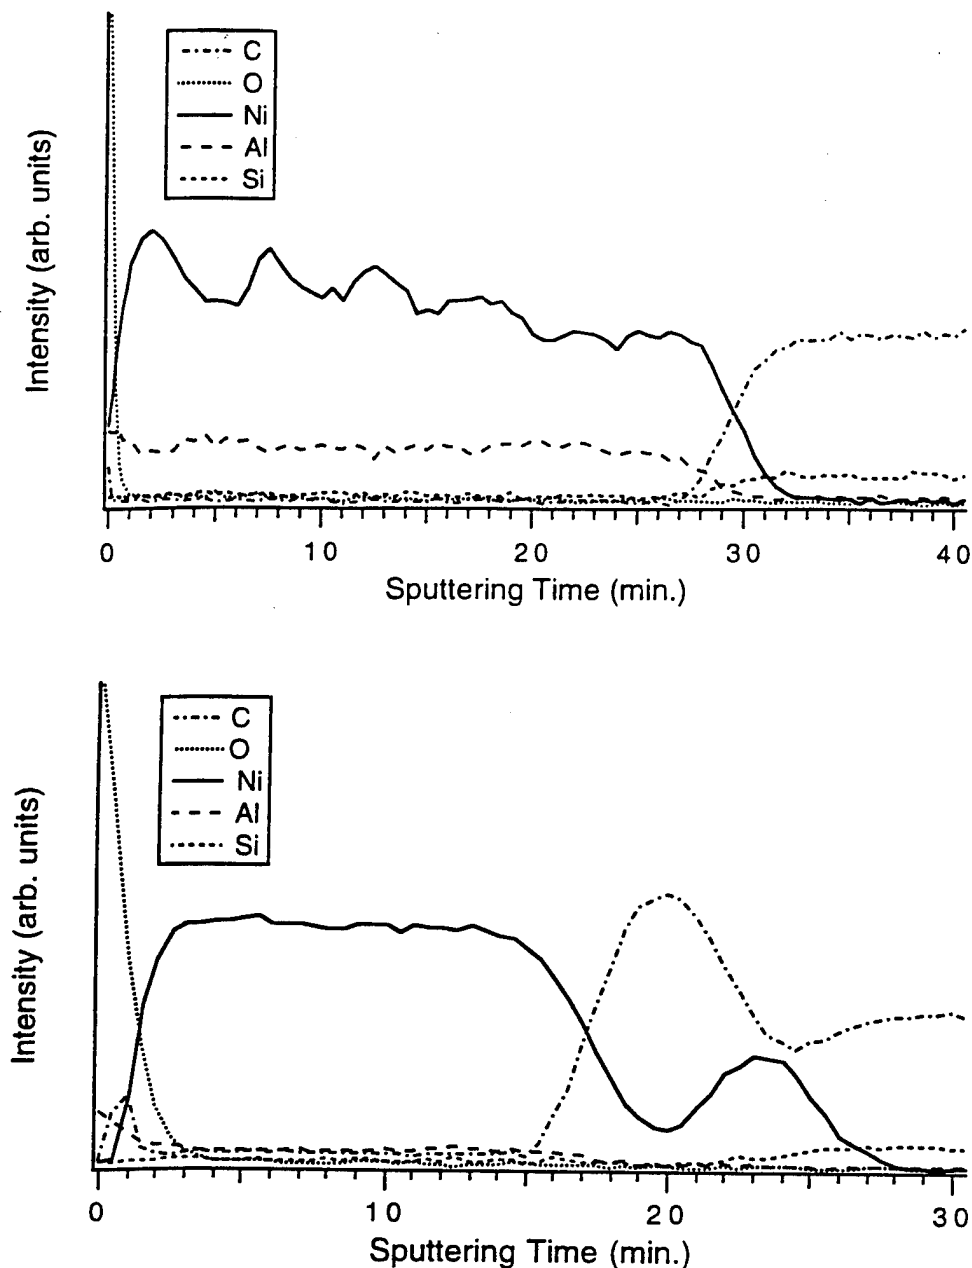 C
O
Ni
Al
Si
Intensity (arb. units)
0 10 20 30 40
Sputtering Time (min.)
C
O
Ni
Al
Si
Intensity (arb. units)
0 10 20 30
Sputtering Time (min.)